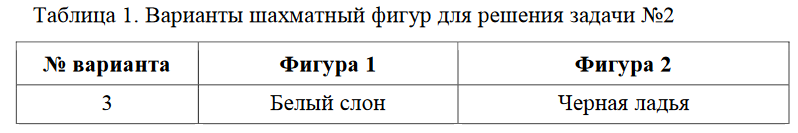 Таблица 1. Варианты шахматный фигур для решения задачи №2
№ варианта Фигура 1 Фигура 2
3 Белый слон Черная ладья